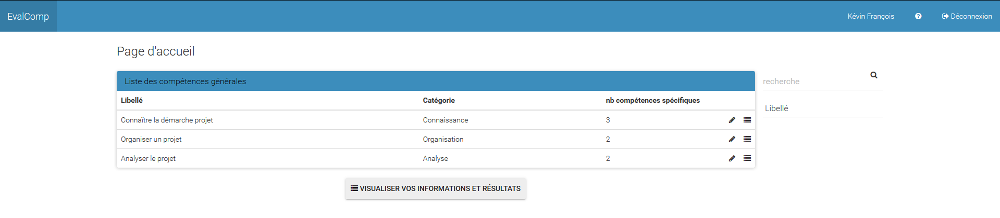 EvalComp
Kévin François
Déconnexion
Page d'accueil
Liste des compétences générales
Libellé Catégorie nb compétences spécifiques
Connaître la démarche projet Connaissance 3
Organiser un projet Organisation 2
Analyser le projet Analyse 2
recherche
Libellé
VISUALISER VOS INFORMATIONS ET RÉSULTATS